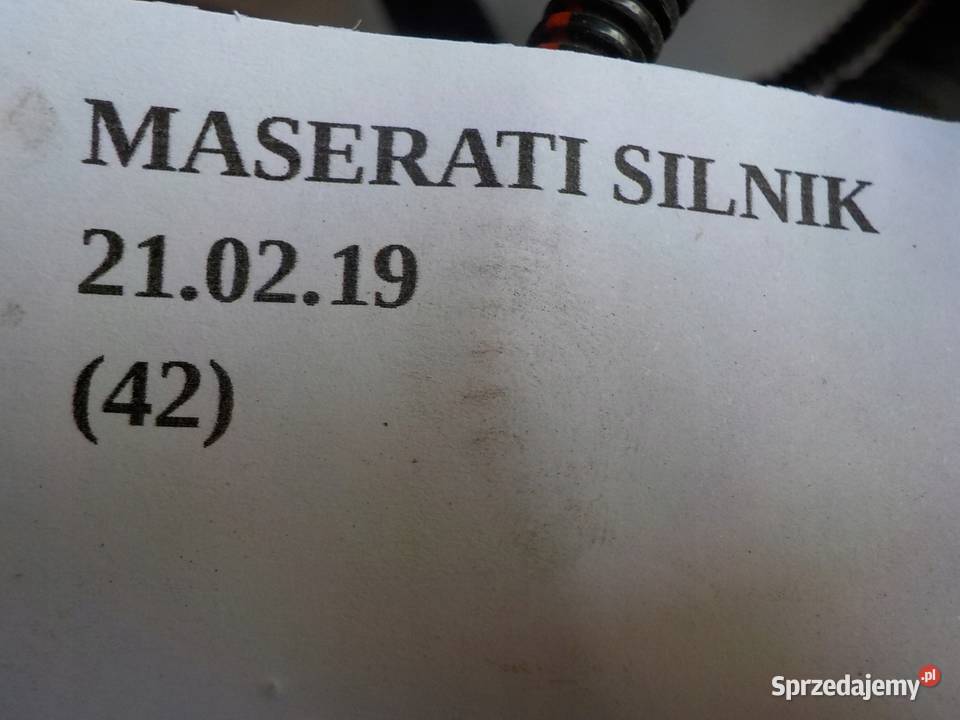 MASERATI SILNIK
21.02.19
(42)
Sprzedajemy.pl